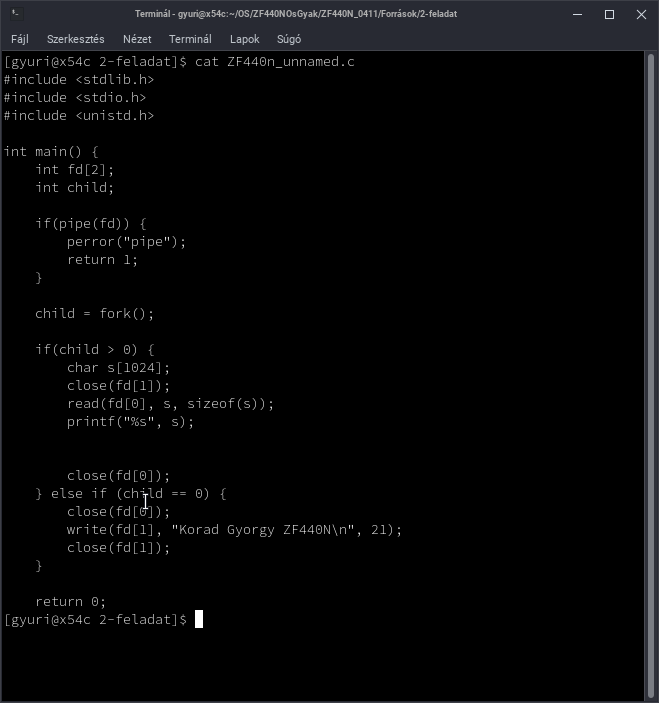 Terminál - gyuri@x54c:~/OS/ZF440NOsGyak/ZF440N_0411/Források/2-feladat
Fájl Szerkesztés Nézet Terminál Lapok Súgó
[gyuri@x54c 2-feladat]$ cat ZF440n_unnamed.c
#include <stdlib.h>
#include <stdio.h>
#include <unistd.h>

int main() {
    int fd[2];
    int child;

    if(pipe(fd)) {
        perror("pipe");
        return 1;
    }

    child = fork();

    if(child > 0) {
        char s[1024];
        close(fd[1]);
        read(fd[0], s, sizeof(s));
        printf("%s", s);


        close(fd[0]);
    } else if (child == 0) {
        close(fd[0]);
        write(fd[1], "Korad Gyorgy ZF440N\n", 21);
        close(fd[1]);
    }

    return 0;
[gyuri@x54c 2-feladat]$